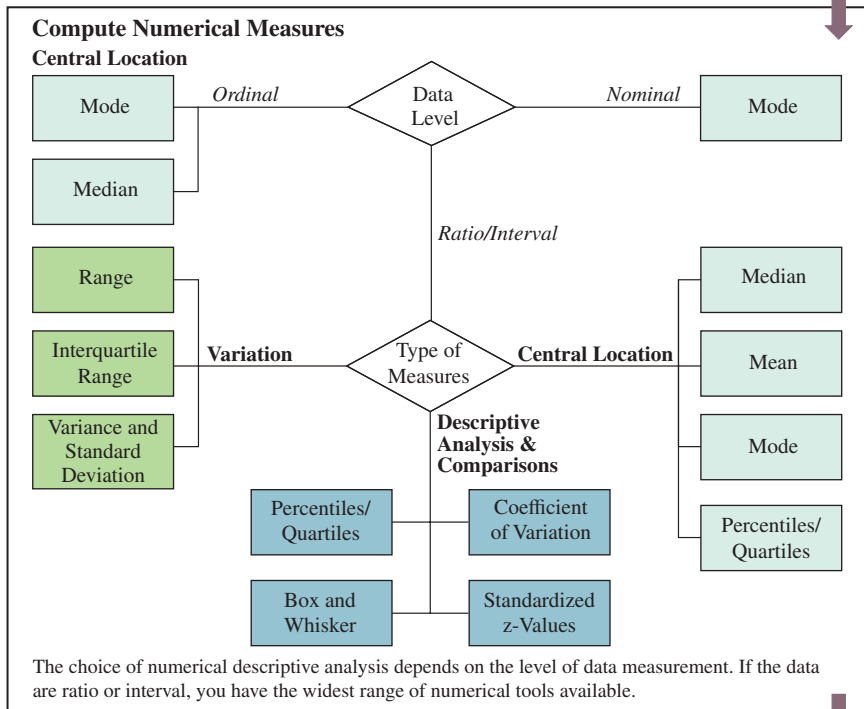 Compute Numerical Measures
Central Location
Mode
Ordinal
Data
Level
Nominal
Mode
Median
Ratio/Interval
Range
Interquartile
Range
Variance and
Standard
Deviation
Variation
Type of
Measures
Central Location
Median
Mean
Mode
Percentiles/
Quartiles
Descriptive
Analysis &
Comparisons
Percentiles/
Quartiles
Coefficient
of Variation
Box and
Whisker
Standardized
z-Values
The choice of numerical descriptive analysis depends on the level of data measurement. If the data
are ratio or interval, you have the widest range of numerical tools available.